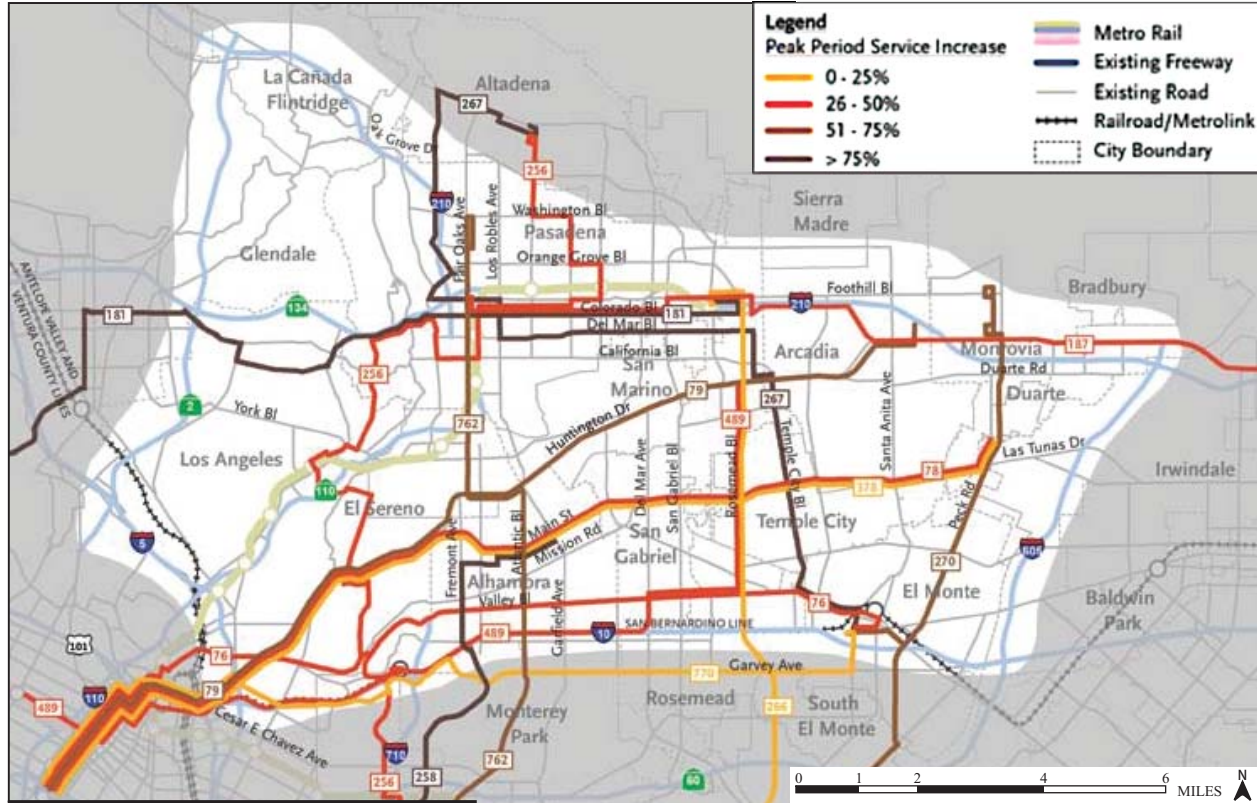 Legend
Peak Period Service Increase
0 - 25%
26 - 50%
51 - 75%
> 75%
Metro Rail
Existing Freeway
Existing Road
Railroad/Metrolink
City Boundary
La Cañada
Flintridge
Altadena
267
Oak Grove Dr
256
210
Fair Oaks Ave
Los Robles Ave
Washington Bl
Pasadena
Orange Grove Bl
Sierra
Madre
Glendale
134
Foothill Bl
210
Bradbury
ANTELOPE VALLEY AND
VENTURA COUNTY LINES
181
Colorado Bl
181
Del Mar Bl
California Bl
San
Marino
Arcadia
Monrovia
187
Duarte Rd
Duarte
256
79
267
2
York Bl
762
Huntington Dr
489
Santa Anita Ave
Las Tunas Dr
Los Angeles
Del Mar Ave
San Gabriel Bl
Rosemead Bl
Temple City Bl
78
378
Irwindale
110
El Sereno
Peck Rd
Main St
Mission Rd
San
Gabriel
Temple City
5
Fremont Ave
Atlantic Bl
605
Alhambra
270
El Monte
Valley Bl
Garfield Ave
76
Baldwin
Park
489
10
SAN BERNARDINO LINE
101
76
Garvey Ave
770
79
110
Rosemead
266
South
El Monte
489
Cesar E Chavez Ave
Monterey
Park
710
762
256
258
60
0 1 2 4 6
MILES
N